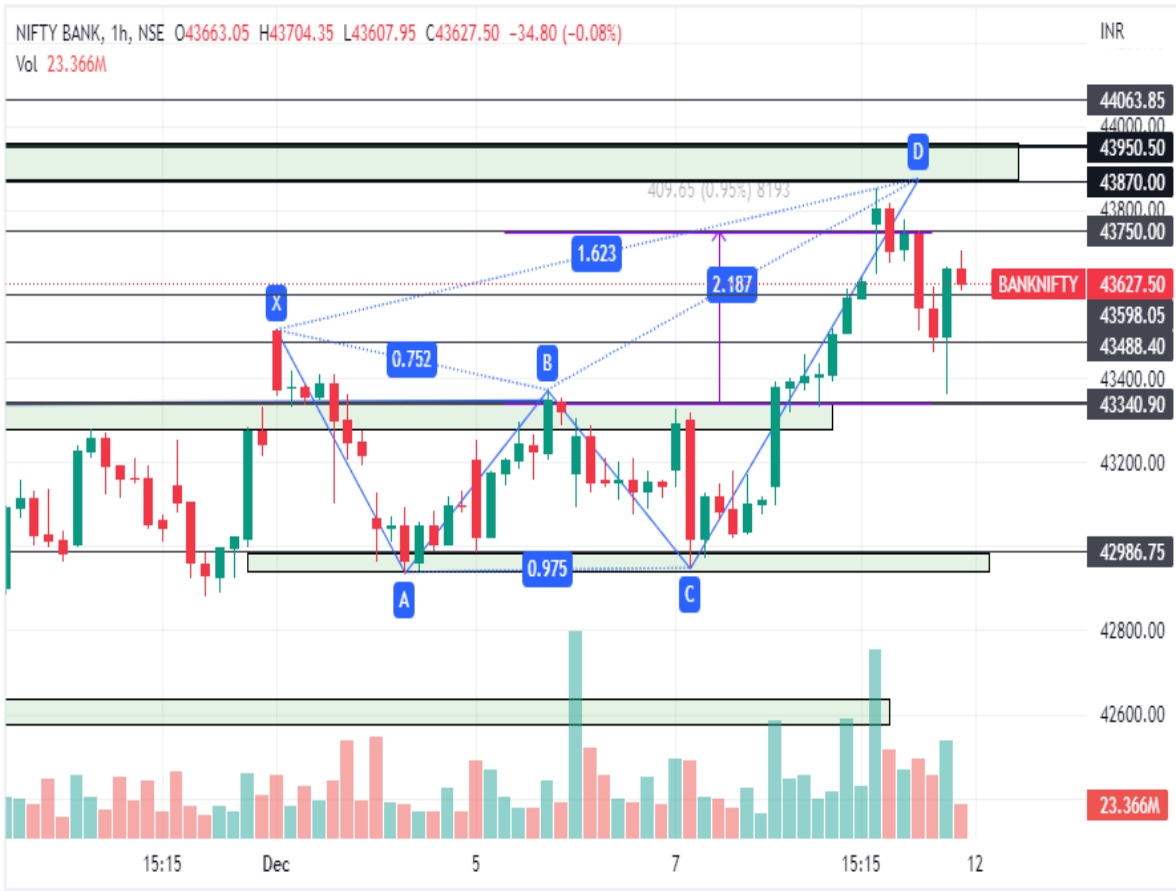 NIFTY BANK, 1h, NSE O43663.05 H43704.35 L43607.95 C43627.50 −34.80 (−0.08%)
INR
Vol 23.366M
44063.85
44000.00
43950.50
D
43870.00
409.65 (0.95%) 8193
43800.00
43750.00
1.623
2.187
BANKNIFTY 43627.50
X
43598.05
43488.40
0.752
B
43400.00
43340.90
43200.00
42986.75
0.975
A
C
42800.00
42600.00
23.366M
15:15 Dec 5 7 15:15 12